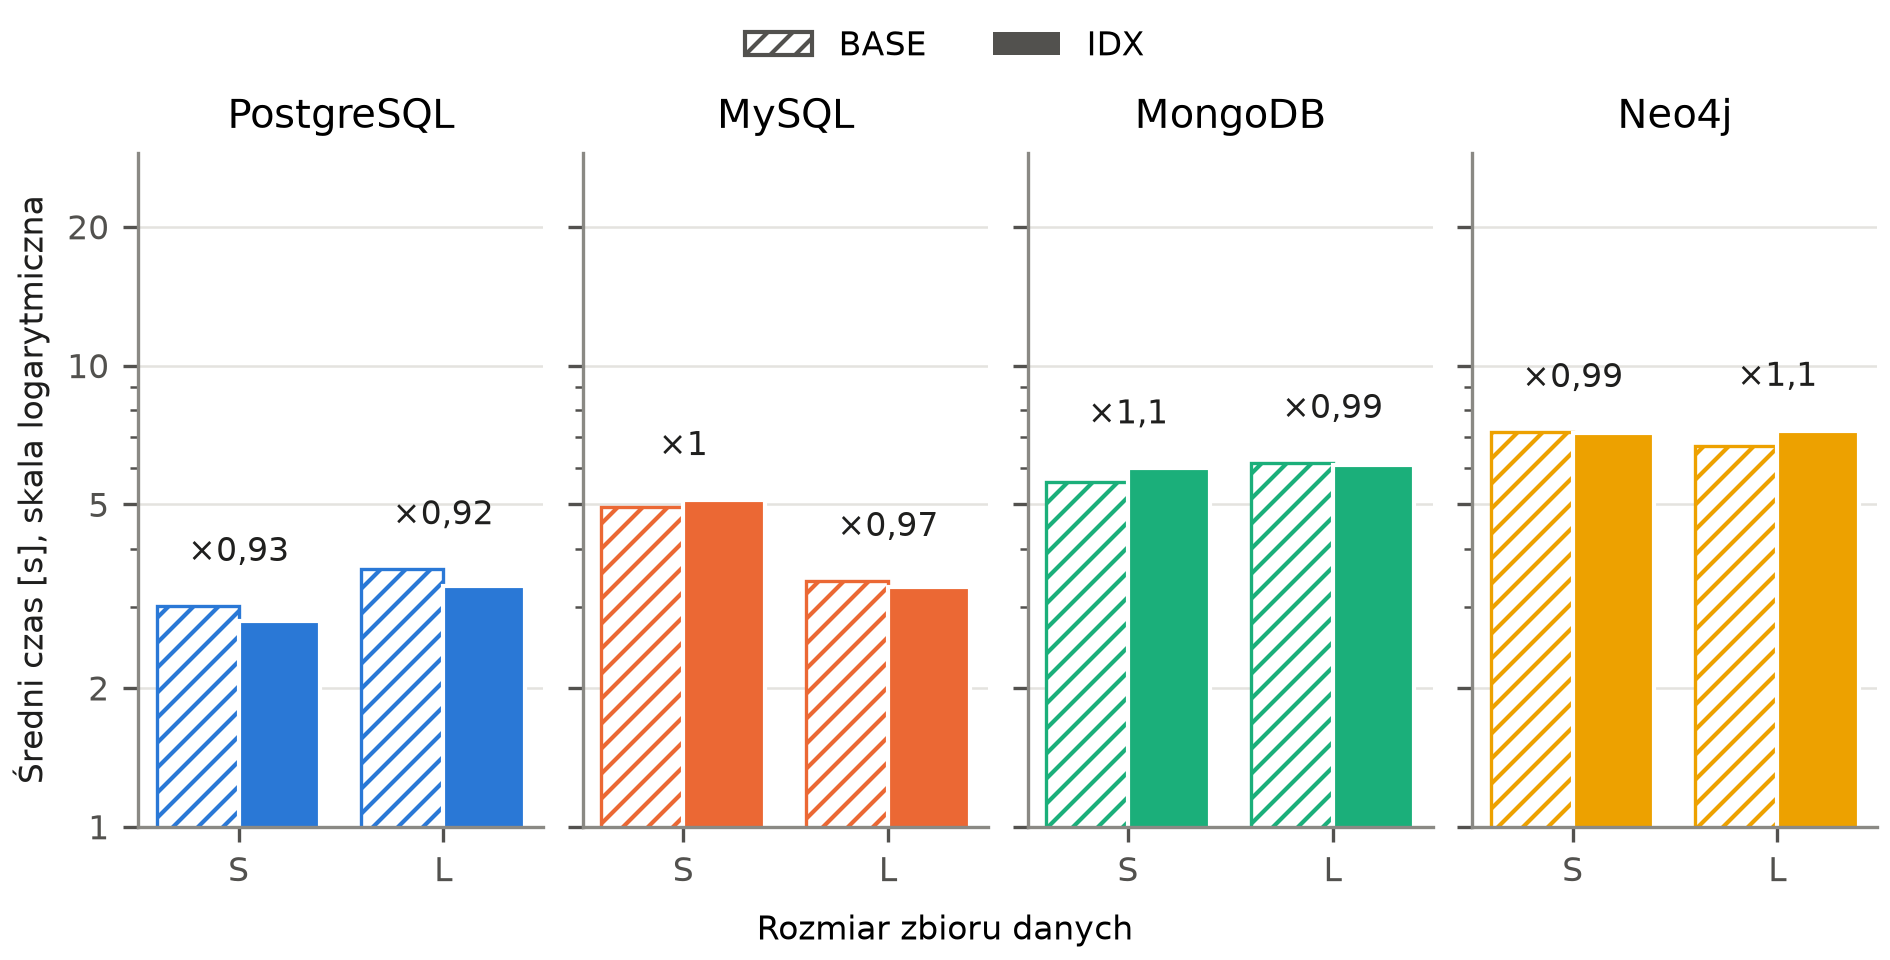 BASE IDX
PostgreSQL MySQL MongoDB Neo4j
Średni czas [s], skala logarytmiczna
20
10
5
2
1
×0,93 ×0,92 ×1 ×0,97 ×1,1 ×0,99 ×0,99 ×1,1
S L S L S L S L
Rozmiar zbioru danych